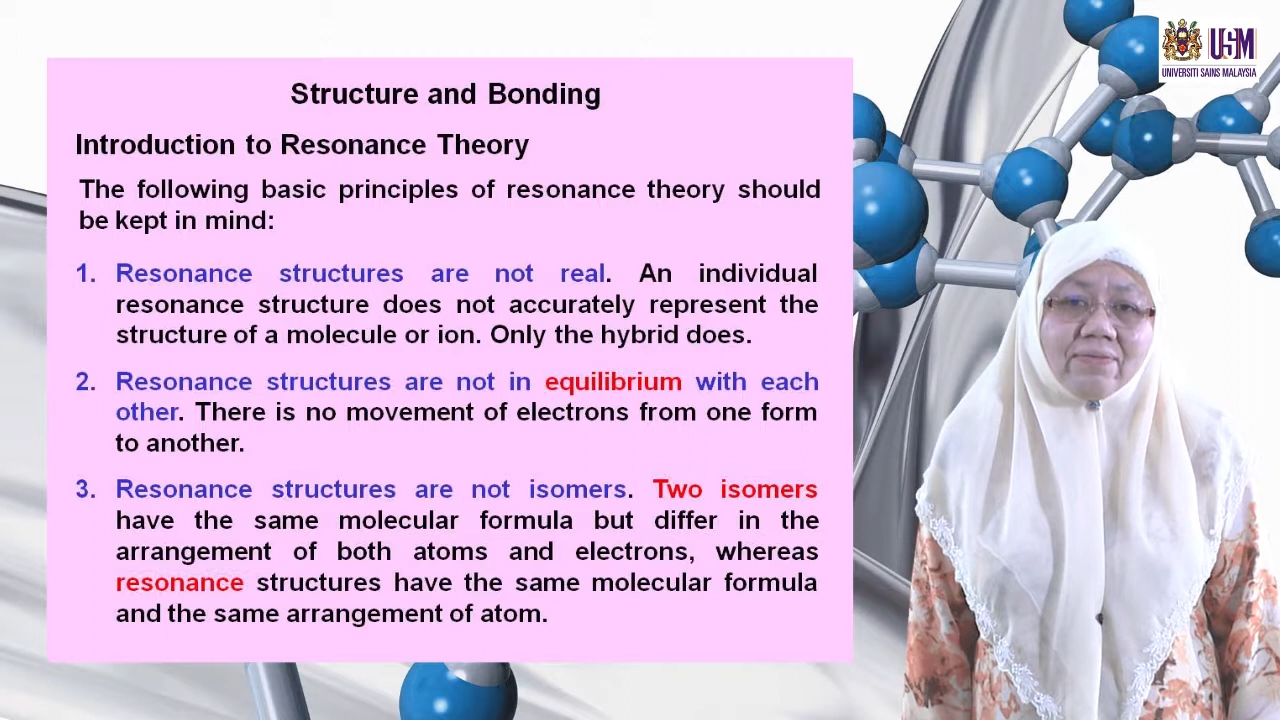 USM
UNIVERSITI SAINS MALAYSIA
Structure and Bonding
Introduction to Resonance Theory
The following basic principles of resonance theory should
be kept in mind:
1. Resonance structures are not real. An individual
resonance structure does not accurately represent the
structure of a molecule or ion. Only the hybrid does.
2. Resonance structures are not in equilibrium with each
other. There is no movement of electrons from one form
to another.
3. Resonance structures are not isomers. Two isomers
have the same molecular formula but differ in the
arrangement of both atoms and electrons, whereas
resonance structures have the same molecular formula
and the same arrangement of atom.